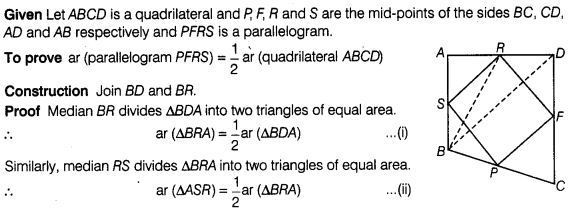 Given Let ABCD is a quadrilateral and P, F, R and S are the mid-points of the sides BC, CD,
AD and AB respectively and PFRS is a parallelogram.
To prove ar (parallelogram PFRS) = 1/2 ar (quadrilateral ABCD)
Construction Join BD and BR.
Proof Median BR divides ΔBDA into two triangles of equal area.
∴ ar (ΔBRA) = 1/2 ar (ΔBDA) ...(i)
Similarly, median RS divides ΔBRA into two triangles of equal area.
∴ ar (ΔASR) = 1/2 ar (ΔBRA) ...(ii)
A R D
S
F
B
P
C